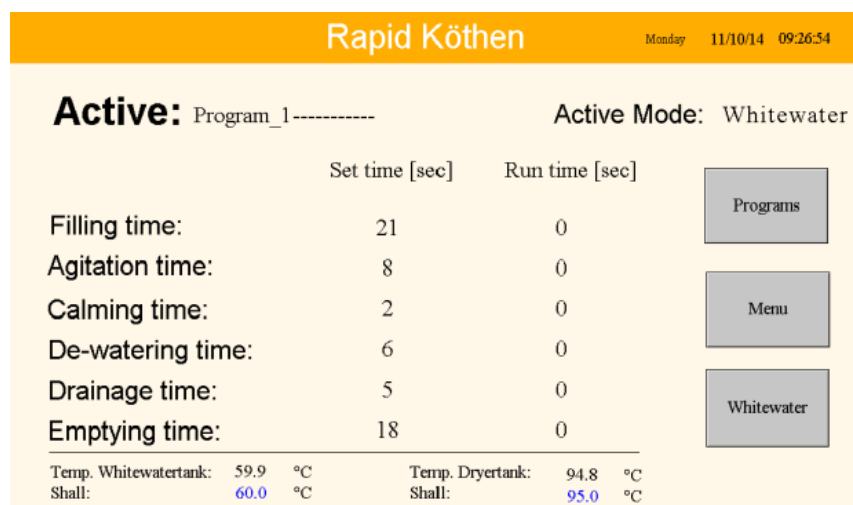 Rapid Köthen Monday 11/10/14 09:26:54
Active: Program_1----------- Active Mode: Whitewater
Set time [sec] Run time [sec]
Programs
Filling time: 21 0
Agitation time: 8 0
Calming time: 2 0
Menu
De-watering time: 6 0
Drainage time: 5 0
Whitewater
Emptying time: 18 0
Temp. Whitewatertank: 59.9 °C Temp. Dryertank: 94.8 °C
Shall: 60.0 °C Shall: 95.0 °C